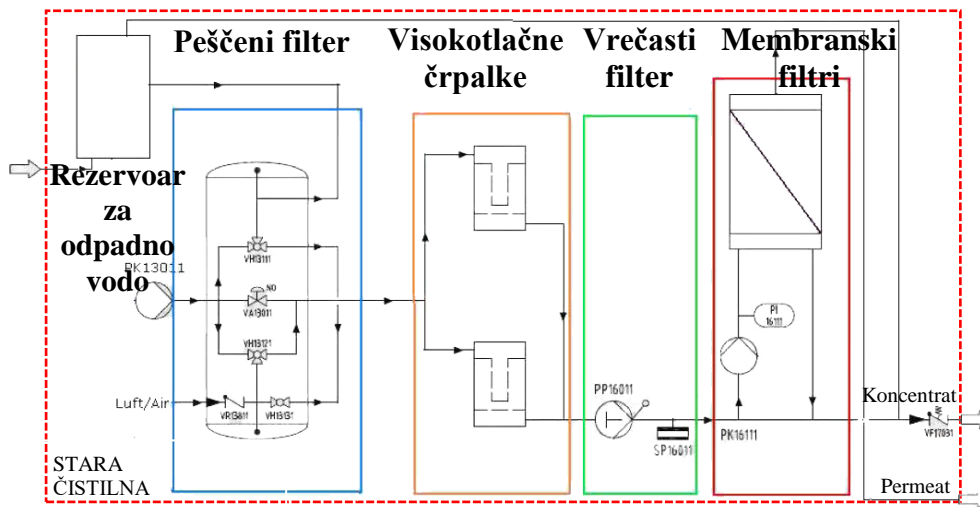 Peščeni filter
Visokotlačne
črpalke
Vrečasti
filter
Membranski
filtri
Rezervoar
za
odpadno
vodo
PK13011
VH13111
NO
VA13011
VH13121
Luft/Air
VR13811
VH13131
PP16011
SP16011
PI
16111
PK16111
Koncentrat
VF17031
Permeat
STARA
ČISTILNA